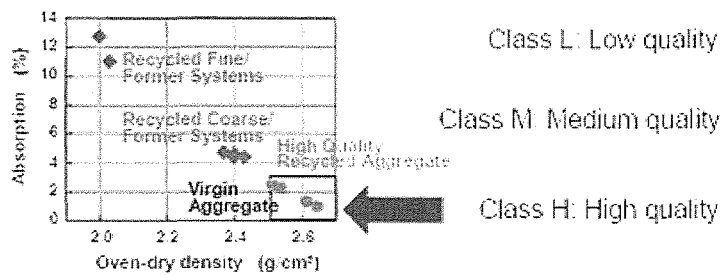 Absorption (%)
14
12
10
8
6
4
2
0
Recycled Fine/
Former Systems
Recycled Coarse/
Former Systems
High Quality
Recycled Aggregate
Virgin
Aggregate
2.0
2.2
2.4
2.6
Oven-dry density (g/cm³)
Class L: Low quality
Class M: Medium quality
Class H: High quality